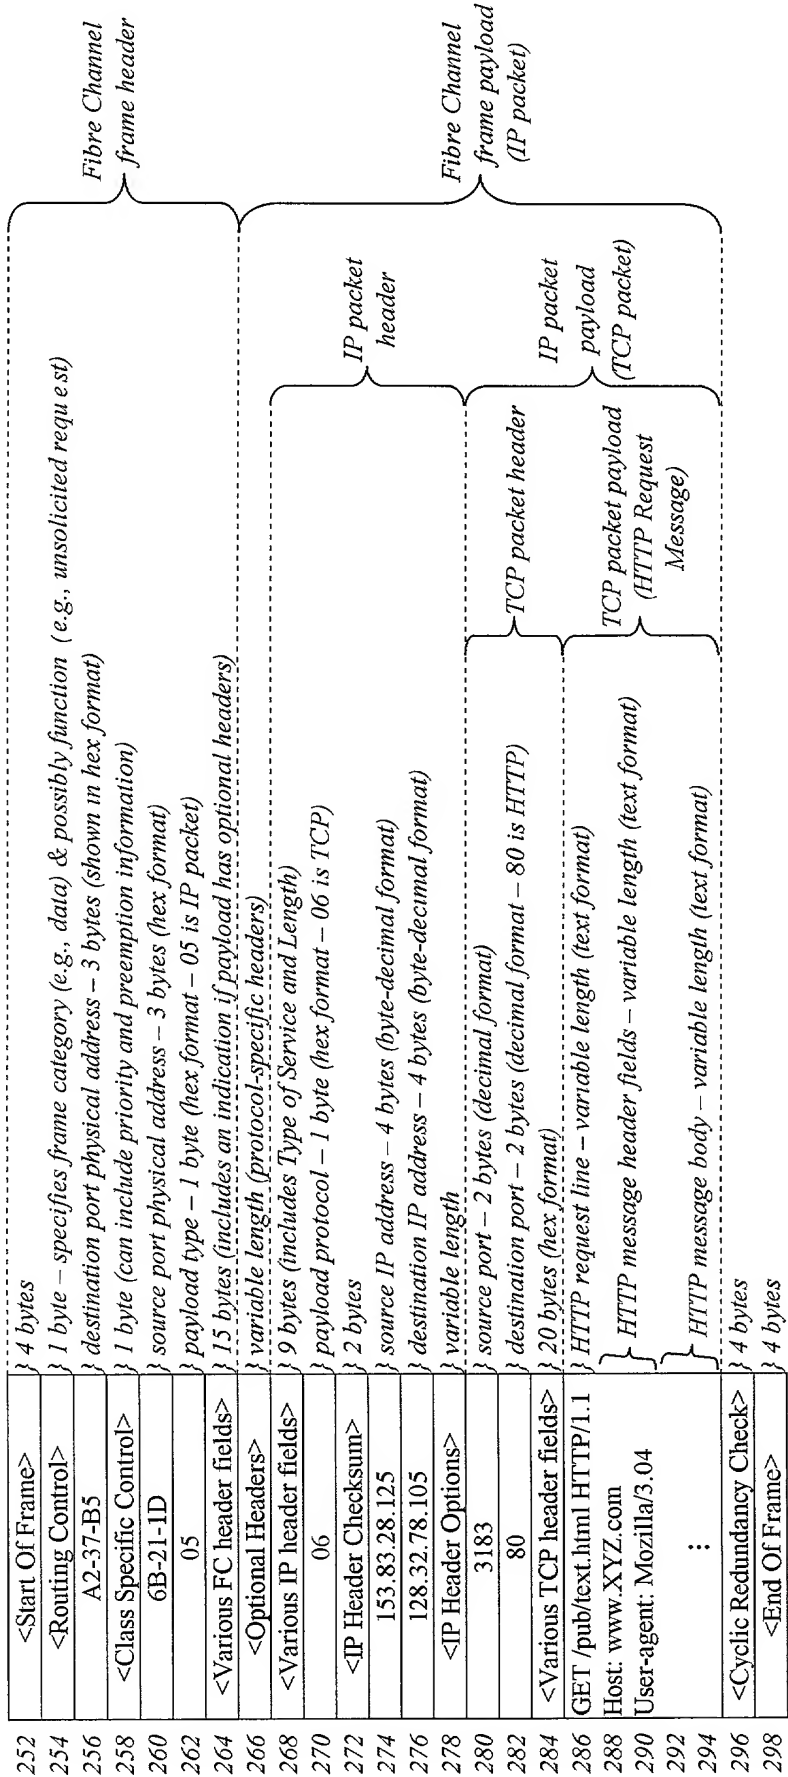 252 <Start Of Frame> } 4 bytes
254 <Routing Control> } 1 byte – specifies frame category (e.g., data) & possibly function (e.g., unsolicited request)
256 A2-37-B5 } destination port physical address – 3 bytes (shown in hex format)
258 <Class Specific Control> } 1 byte (can include priority and preemption information)
260 6B-21-1D } source port physical address – 3 bytes (hex format)
262 05 } payload type – 1 byte (hex format – 05 is IP packet)
264 <Various FC header fields> } 15 bytes (includes an indication if payload has optional headers)
Fibre Channel
frame header
266 <Optional Headers> } variable length (protocol-specific headers)
268 <Various IP header fields> } 9 bytes (includes Type of Service and Length)
270 06 } payload protocol – 1 byte (hex format – 06 is TCP)
272 <IP Header Checksum> } 2 bytes
274 153.83.28.125 } source IP address – 4 bytes (byte-decimal format)
276 128.32.78.105 } destination IP address – 4 bytes (byte-decimal format)
278 <IP Header Options> } variable length
IP packet
header
280 3183 } source port – 2 bytes (decimal format)
282 80 } destination port – 2 bytes (decimal format – 80 is HTTP)
284 <Various TCP header fields> } 20 bytes (hex format)
TCP packet header
286 GET /pub/text.html HTTP/1.1 } HTTP request line – variable length (text format)
288 Host: www.XYZ.com
290 User-agent: Mozilla/3.04
} HTTP message header fields – variable length (text format)
292
294 ⋮
} HTTP message body – variable length (text format)
TCP packet payload
(HTTP Request
Message)
IP packet
payload
(TCP packet)
Fibre Channel
frame payload
(IP packet)
296 <Cyclic Redundancy Check> } 4 bytes
298 <End Of Frame> } 4 bytes